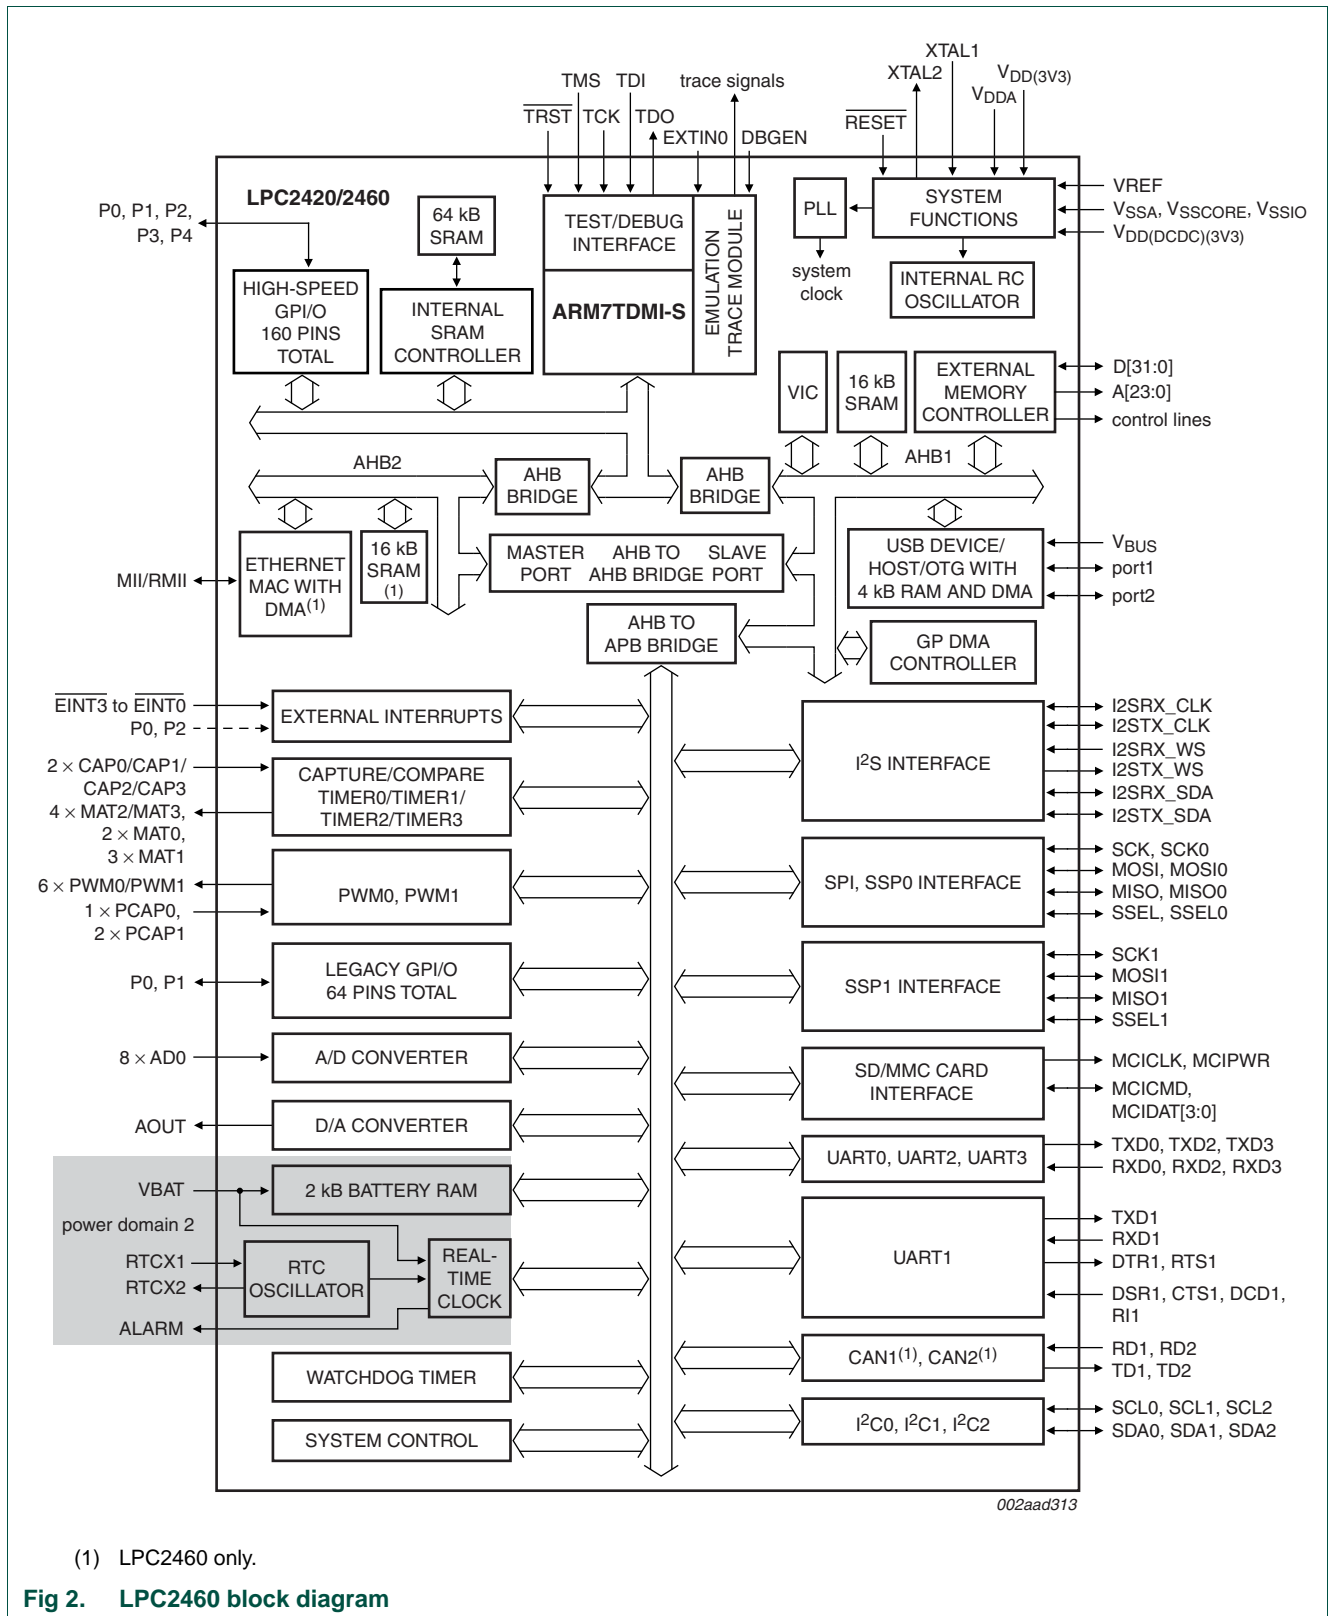 XTAL1
XTAL2
VDD(3V3)
VDDA
TMS
TDI
trace signals
TRST
TCK
TDO
EXTIN0
DBGEN
RESET
LPC2420/2460
P0, P1, P2,
P3, P4
64 kB
SRAM
TEST/DEBUG
INTERFACE
EMULATION
TRACE MODULE
PLL
SYSTEM
FUNCTIONS
VREF
VSSA, VSSCORE, VSSIO
VDD(DCDC)(3V3)
system
clock
INTERNAL RC
OSCILLATOR
HIGH-SPEED
GPI/O
160 PINS
TOTAL
INTERNAL
SRAM
CONTROLLER
ARM7TDMI-S
VIC
16 kB
SRAM
EXTERNAL
MEMORY
CONTROLLER
D[31:0]
A[23:0]
control lines
AHB2
AHB
BRIDGE
AHB
BRIDGE
AHB1
ETHERNET
MAC WITH
DMA(1)
16 kB
SRAM
(1)
MASTER
PORT
AHB TO
AHB BRIDGE
SLAVE
PORT
USB DEVICE/
HOST/OTG WITH
4 kB RAM AND DMA
VBUS
port1
port2
MII/RMII
AHB TO
APB BRIDGE
GP DMA
CONTROLLER
EINT3 to EINT0
P0, P2
EXTERNAL INTERRUPTS
I2S INTERFACE
I2SRX_CLK
I2STX_CLK
I2SRX_WS
I2STX_WS
I2SRX_SDA
I2STX_SDA
2 × CAP0/CAP1/
CAP2/CAP3
4 × MAT2/MAT3,
2 × MAT0,
3 × MAT1
CAPTURE/COMPARE
TIMER0/TIMER1/
TIMER2/TIMER3
6 × PWM0/PWM1
1 × PCAP0,
2 × PCAP1
PWM0, PWM1
SPI, SSP0 INTERFACE
SCK, SCK0
MOSI, MOSI0
MISO, MISO0
SSEL, SSEL0
P0, P1
LEGACY GPI/O
64 PINS TOTAL
SSP1 INTERFACE
SCK1
MOSI1
MISO1
SSEL1
8 × AD0
A/D CONVERTER
SD/MMC CARD
INTERFACE
MCICLK, MCIPWR
MCICMD,
MCIDAT[3:0]
AOUT
D/A CONVERTER
UART0, UART2, UART3
TXD0, TXD2, TXD3
RXD0, RXD2, RXD3
VBAT
2 kB BATTERY RAM
power domain 2
RTCX1
RTCX2
RTC
OSCILLATOR
REAL-
TIME
CLOCK
ALARM
UART1
TXD1
RXD1
DTR1, RTS1
DSR1, CTS1, DCD1,
RI1
WATCHDOG TIMER
CAN1(1), CAN2(1)
RD1, RD2
TD1, TD2
SYSTEM CONTROL
I2C0, I2C1, I2C2
SCL0, SCL1, SCL2
SDA0, SDA1, SDA2
002aad313
(1) LPC2460 only.
Fig 2. LPC2460 block diagram